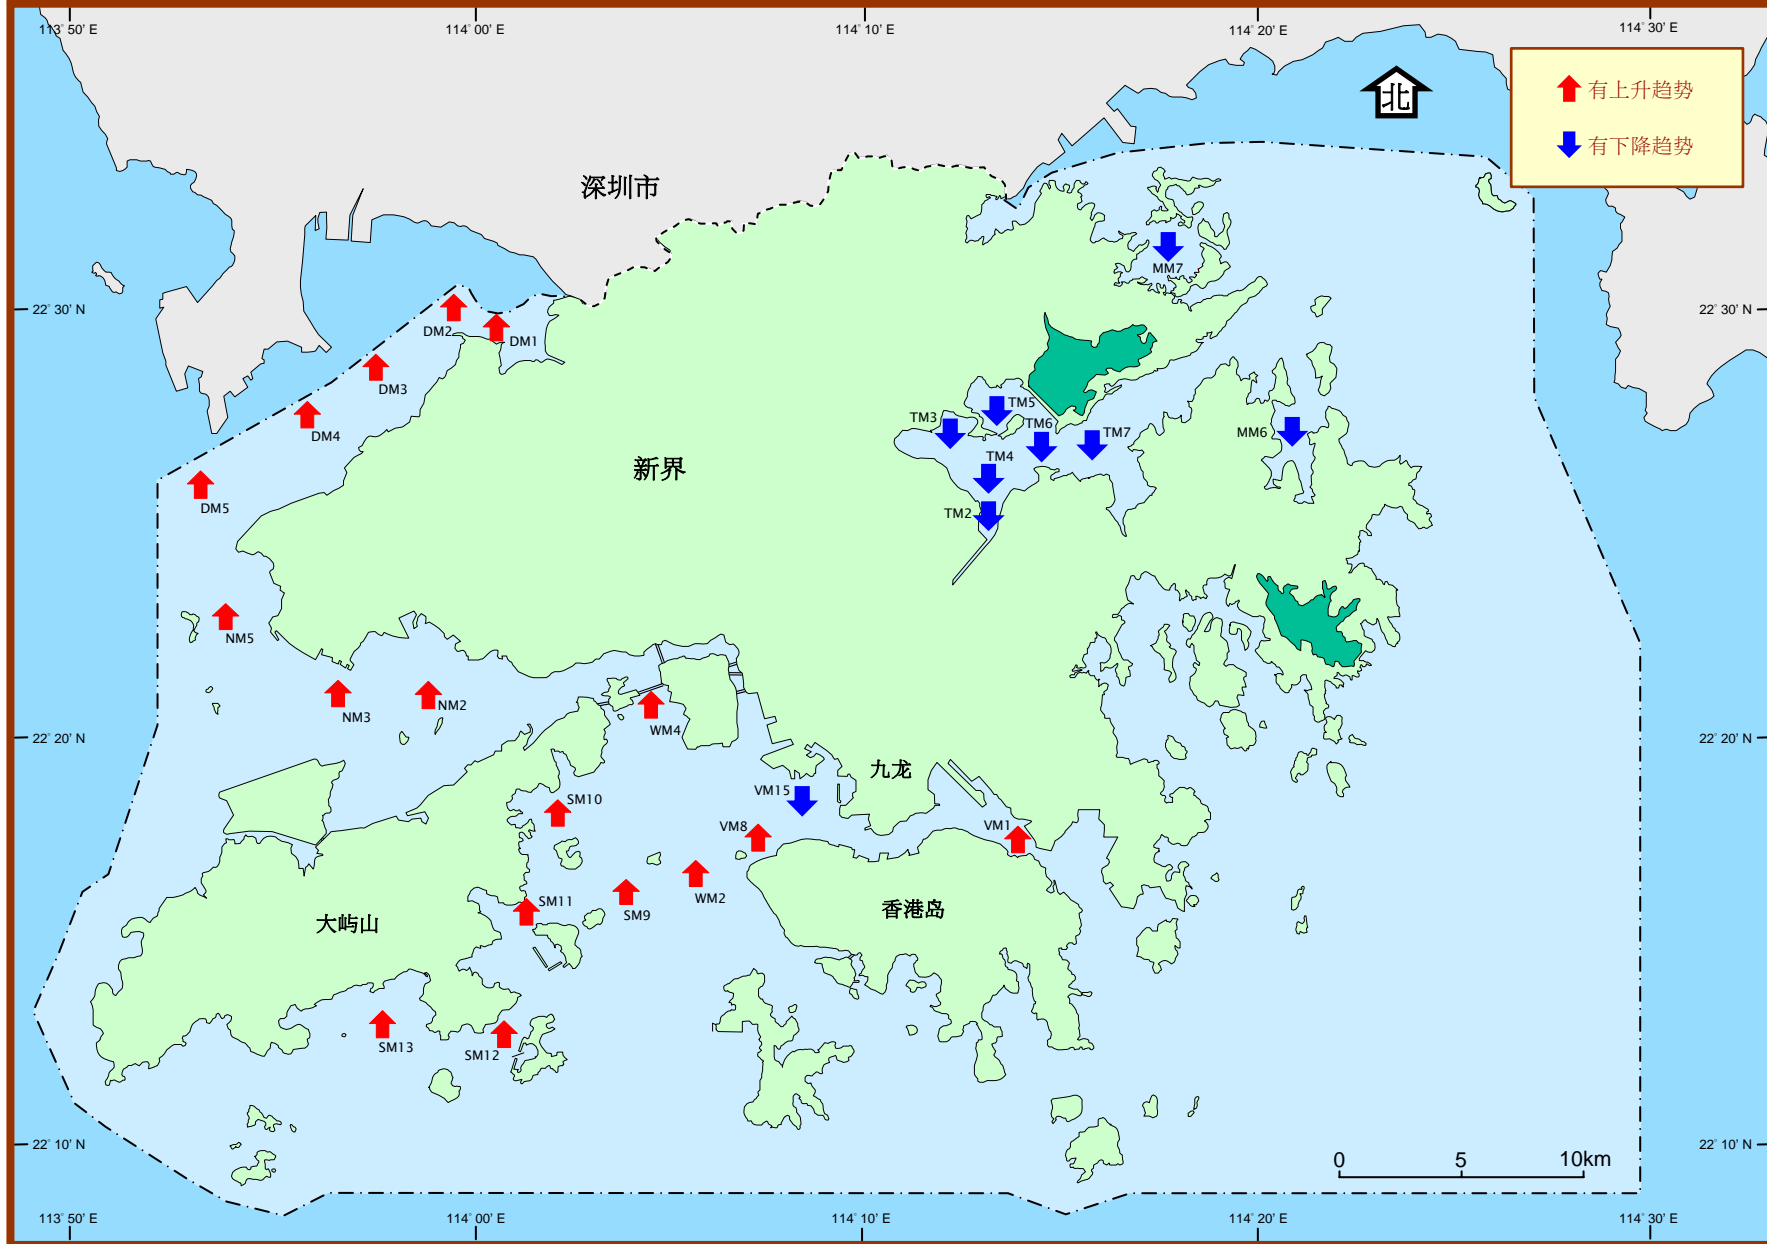 113° 50' E
114° 00' E
114° 10' E
114° 20' E
114° 30' E
有上升趋势
北
有下降趋势
深圳市
MM7
22° 30' N
22° 30' N
DM2
DM1
DM3
DM4
TM3
TM5
TM6
TM7
MM6
TM4
新界
DM5
TM2
NM5
NM3
NM2
WM4
22° 20' N
22° 20' N
九龙
VM15
SM10
VM8
VM1
WM2
SM11
SM9
香港岛
大屿山
SM13
SM12
22° 10' N
22° 10' N
0
5
10km
113° 50' E
114° 00' E
114° 10' E
114° 20' E
114° 30' E